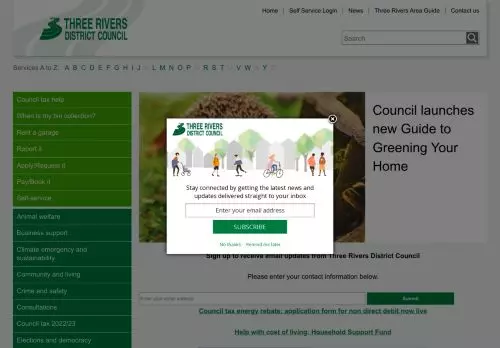 THREE RIVERS
DISTRICT COUNCIL
Home | Self Service Login | News | Three Rivers Area Guide | Contact us
Search
Services A to Z: A B C D E F G H I J K L M N O P Q R S T U V W X Y Z
Council tax help
When is my bin collection?
Rent a garage
Report it
Apply/Request it
Pay/Book it
Self-service
Animal welfare
Business support
Climate emergency and
sustainability
Community and living
Crime and safety
Consultations
Council tax 2022/23
Elections and democracy
Council launches
new Guide to
Greening Your
Home
THREE RIVERS
DISTRICT COUNCIL
Stay connected by getting the latest news and
updates delivered straight to your inbox
Enter your email address
SUBSCRIBE
No thanks Remind me later
Sign up to receive email updates from Three Rivers District Council
Please enter your contact information below.
Enter your email address
Submit
Council tax energy rebate: application form for non direct debit now live
Help with cost of living: Household Support Fund